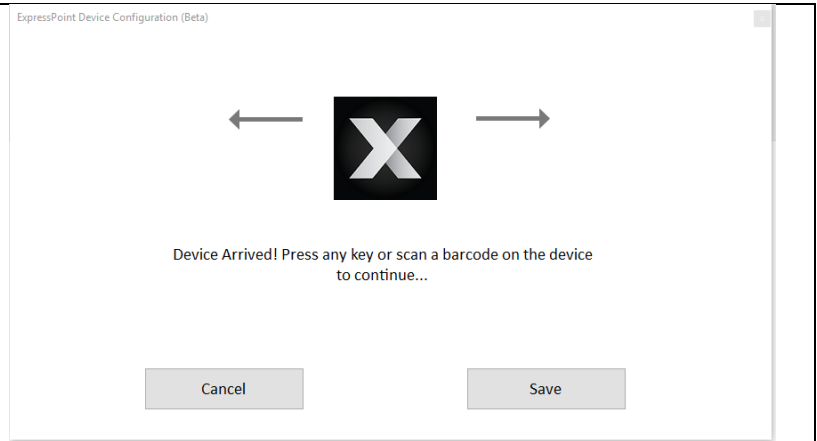 ExpressPoint Device Configuration (Beta)
x
X
Device Arrived! Press any key or scan a barcode on the device
to continue...
Cancel
Save